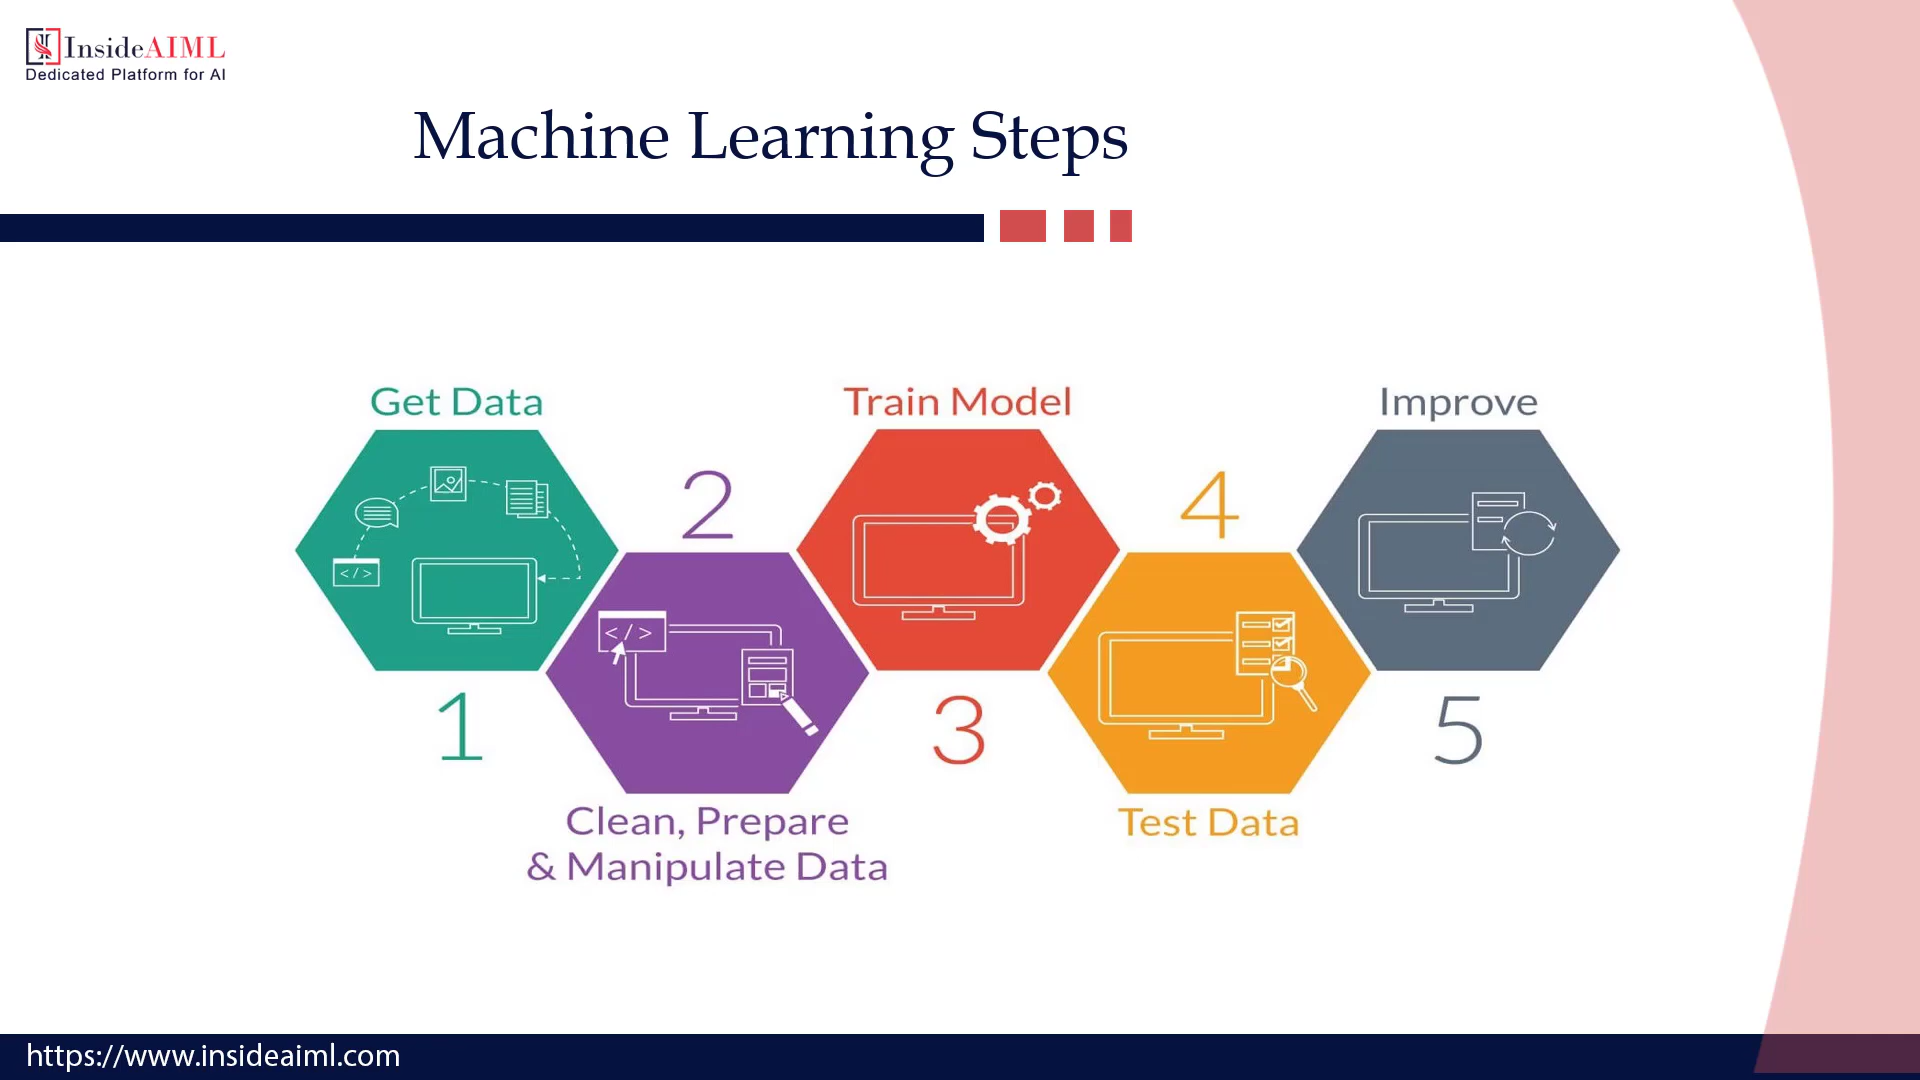 InsideAIML
Dedicated Platform for AI
Machine Learning Steps
Get Data
1
2
Clean, Prepare
& Manipulate Data
Train Model
3
4
Test Data
Improve
5
</>
</>
https://www.insideaiml.com